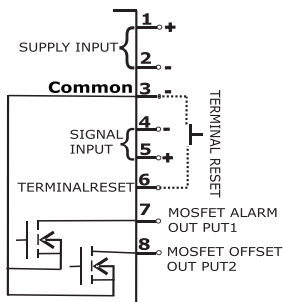 1 +
SUPPLY INPUT
2 -
Common 3 -
4 -
SIGNAL
INPUT
5 +
TERMINAL RESET
6
TERMINALRESET
7 MOSFET ALARM
OUT PUT1
8 MOSFET OFFSET
OUT PUT2